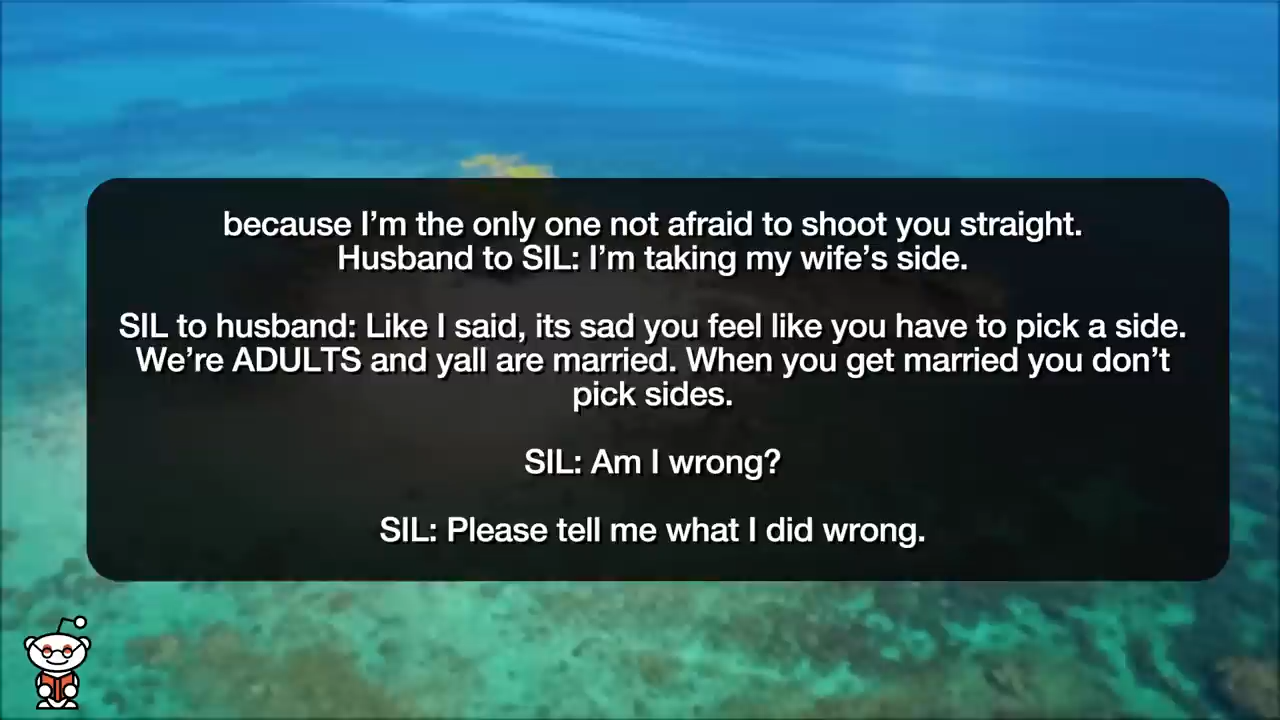 because I’m the only one not afraid to shoot you straight.
Husband to SIL: I’m taking my wife’s side.
SIL to husband: Like I said, its sad you feel like you have to pick a side.
We’re ADULTS and yall are married. When you get married you don’t
pick sides.
SIL: Am I wrong?
SIL: Please tell me what I did wrong.